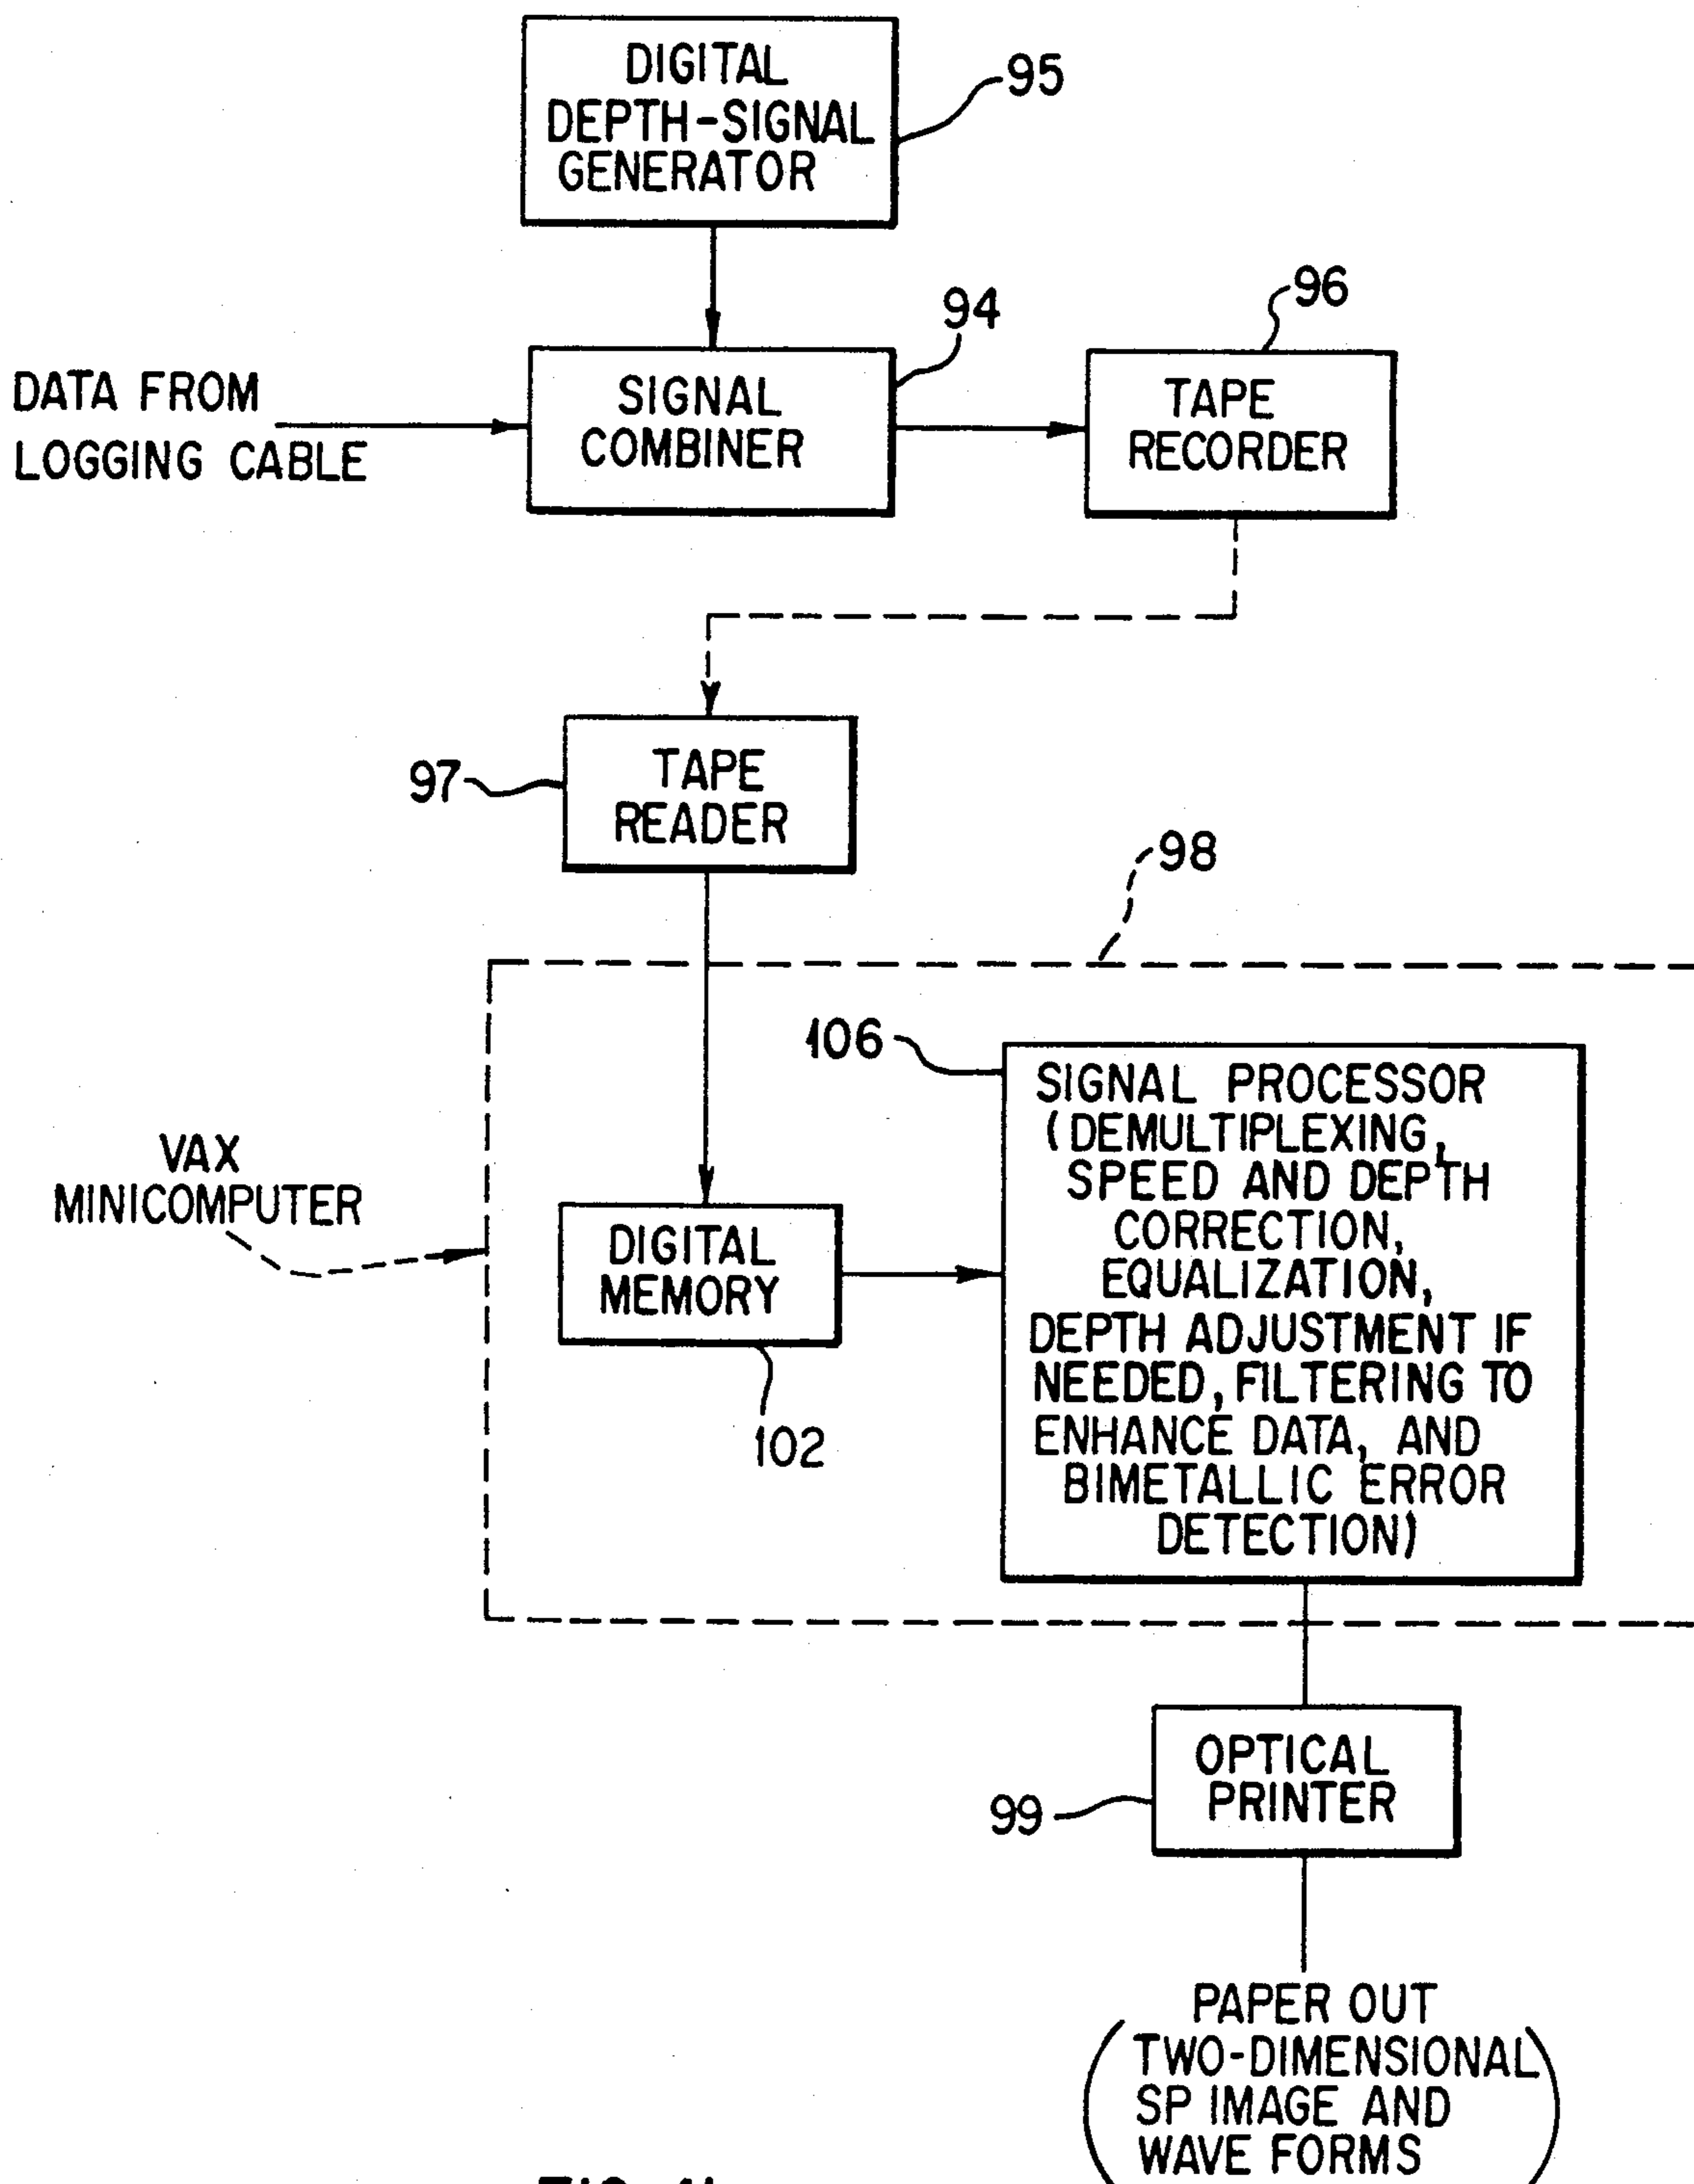 DIGITAL
DEPTH-SIGNAL
GENERATOR
95
94
96
DATA FROM
LOGGING CABLE
SIGNAL
COMBINER
TAPE
RECORDER
97
TAPE
READER
98
106
SIGNAL PROCESSOR
(DEMULTIPLEXING,
SPEED AND DEPTH
CORRECTION,
EQUALIZATION,
DEPTH ADJUSTMENT IF
NEEDED, FILTERING TO
ENHANCE DATA, AND
BIMETALLIC ERROR
DETECTION)
VAX
MINICOMPUTER
DIGITAL
MEMORY
102
OPTICAL
PRINTER
99
PAPER OUT
(TWO-DIMENSIONAL
SP IMAGE AND
WAVE FORMS)